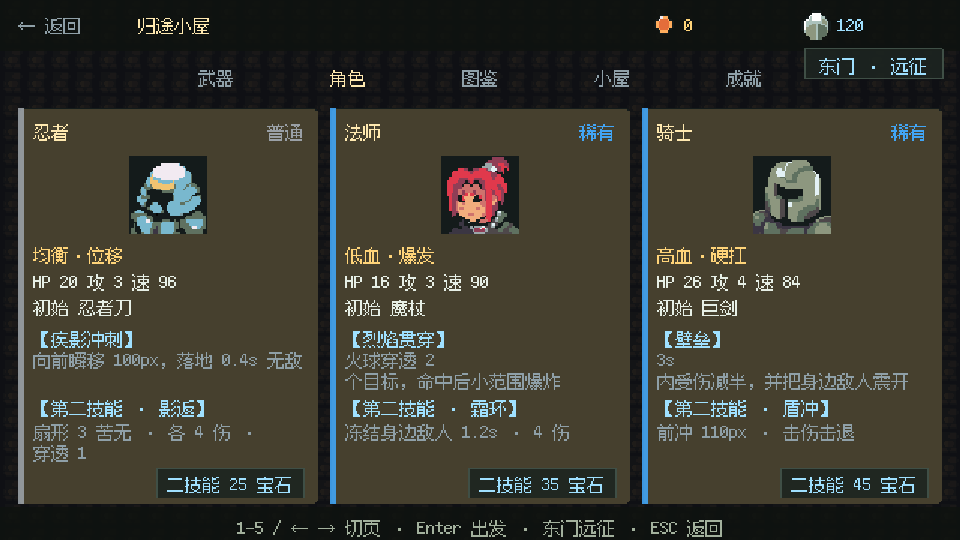 ← 返回
归途小屋
0
120
东门 · 远征
武器
角色
图鉴
小屋
成就
忍者
普通
均衡·位移
HP 20 攻 3 速 96
初始 忍者刀
【疾影冲刺】
向前瞬移 100px, 落地 0.4s 无敌
【第二技能 · 影返】
扇形 3 苦无 · 各 4 伤 ·
穿透 1
二技能 25 宝石
法师
稀有
低血·爆发
HP 16 攻 3 速 90
初始 魔杖
【烈焰贯穿】
火球穿透 2
个目标, 命中后小范围爆炸
【第二技能 · 霜环】
冻结身边敌人 1.2s · 4 伤
二技能 35 宝石
骑士
稀有
高血·硬扛
HP 26 攻 4 速 84
初始 巨剑
【壁垒】
3s
内受伤减半, 并把身边敌人震开
【第二技能 · 盾冲】
前冲 110px · 击伤击退
二技能 45 宝石
1-5 / ← → 切页 · Enter 出发 · 东门远征 · ESC 返回